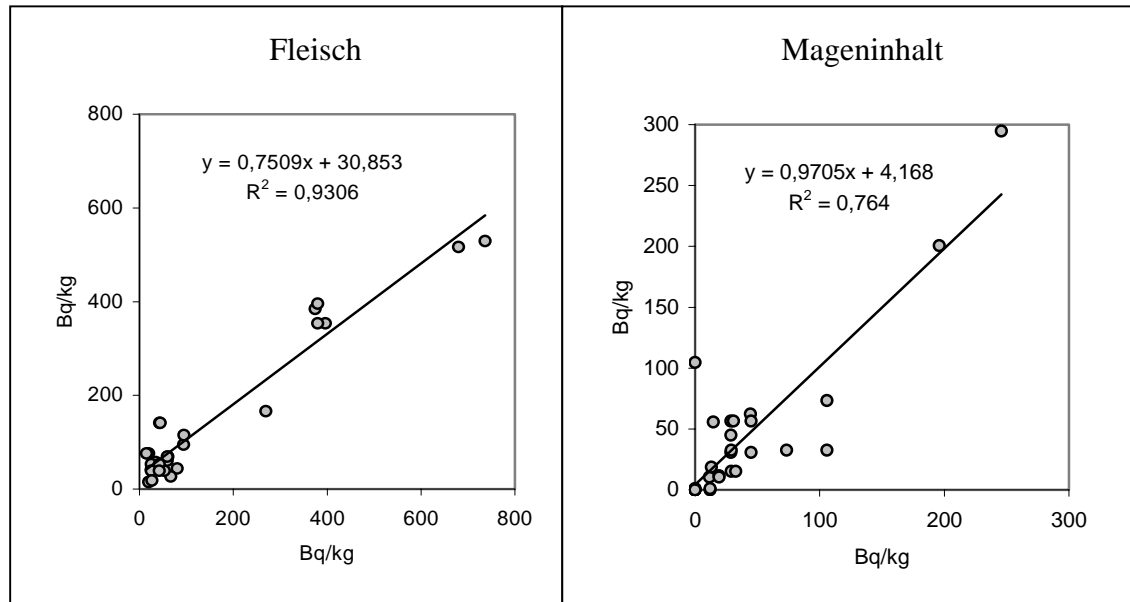 Fleisch
800
y = 0,7509x + 30,853
R² = 0,9306
600
400
200
0
Bq/kg
0 200 400 600 800
Bq/kg
Mageninhalt
300
y = 0,9705x + 4,168
R² = 0,764
250
200
150
100
50
0
Bq/kg
0 100 200 300
Bq/kg